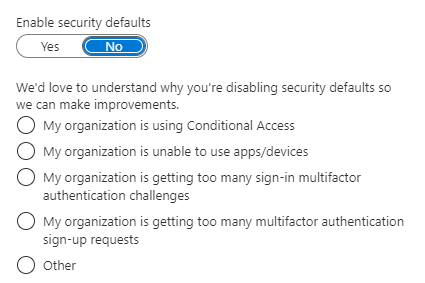 Enable security defaults
Yes No
We'd love to understand why you're disabling security defaults so
we can make improvements.
My organization is using Conditional Access
My organization is unable to use apps/devices
My organization is getting too many sign-in multifactor
authentication challenges
My organization is getting too many multifactor authentication
sign-up requests
Other